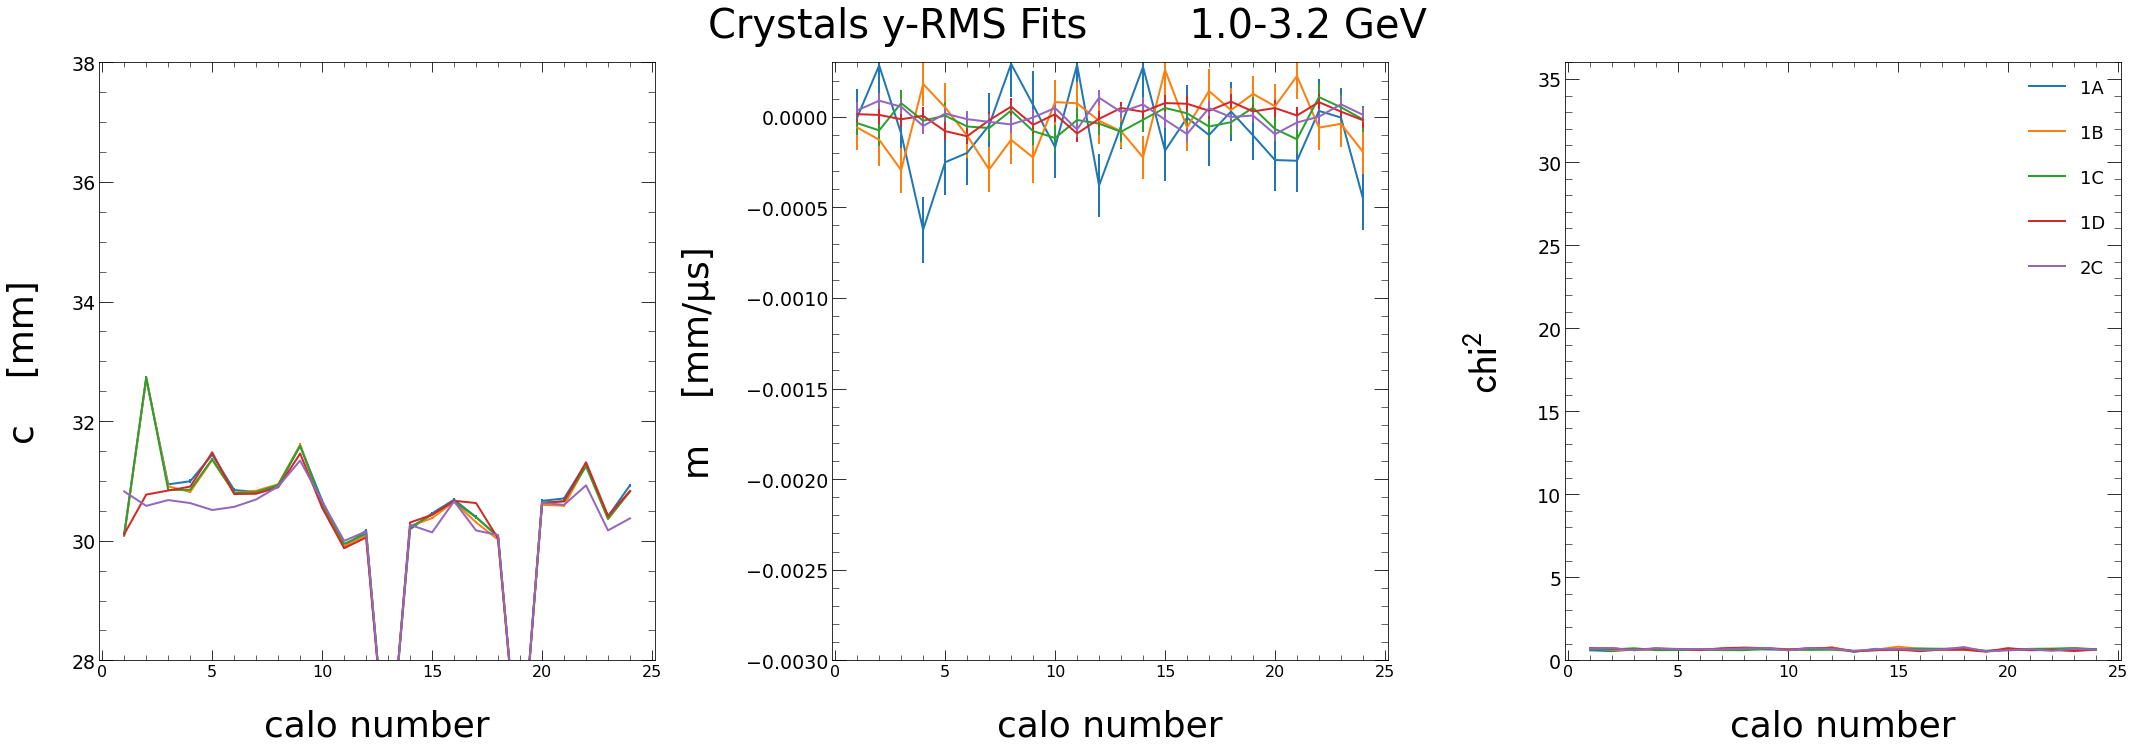 Crystals y-RMS Fits 1.0-3.2 GeV
c [mm]
38
36
34
32
30
28
0 5 10 15 20 25
calo number
m [mm/μs]
0.0000
−0.0005
−0.0010
−0.0015
−0.0020
−0.0025
−0.0030
0 5 10 15 20 25
calo number
chi²
35
30
25
20
15
10
5
0
0 5 10 15 20 25
calo number
1A
1B
1C
1D
2C